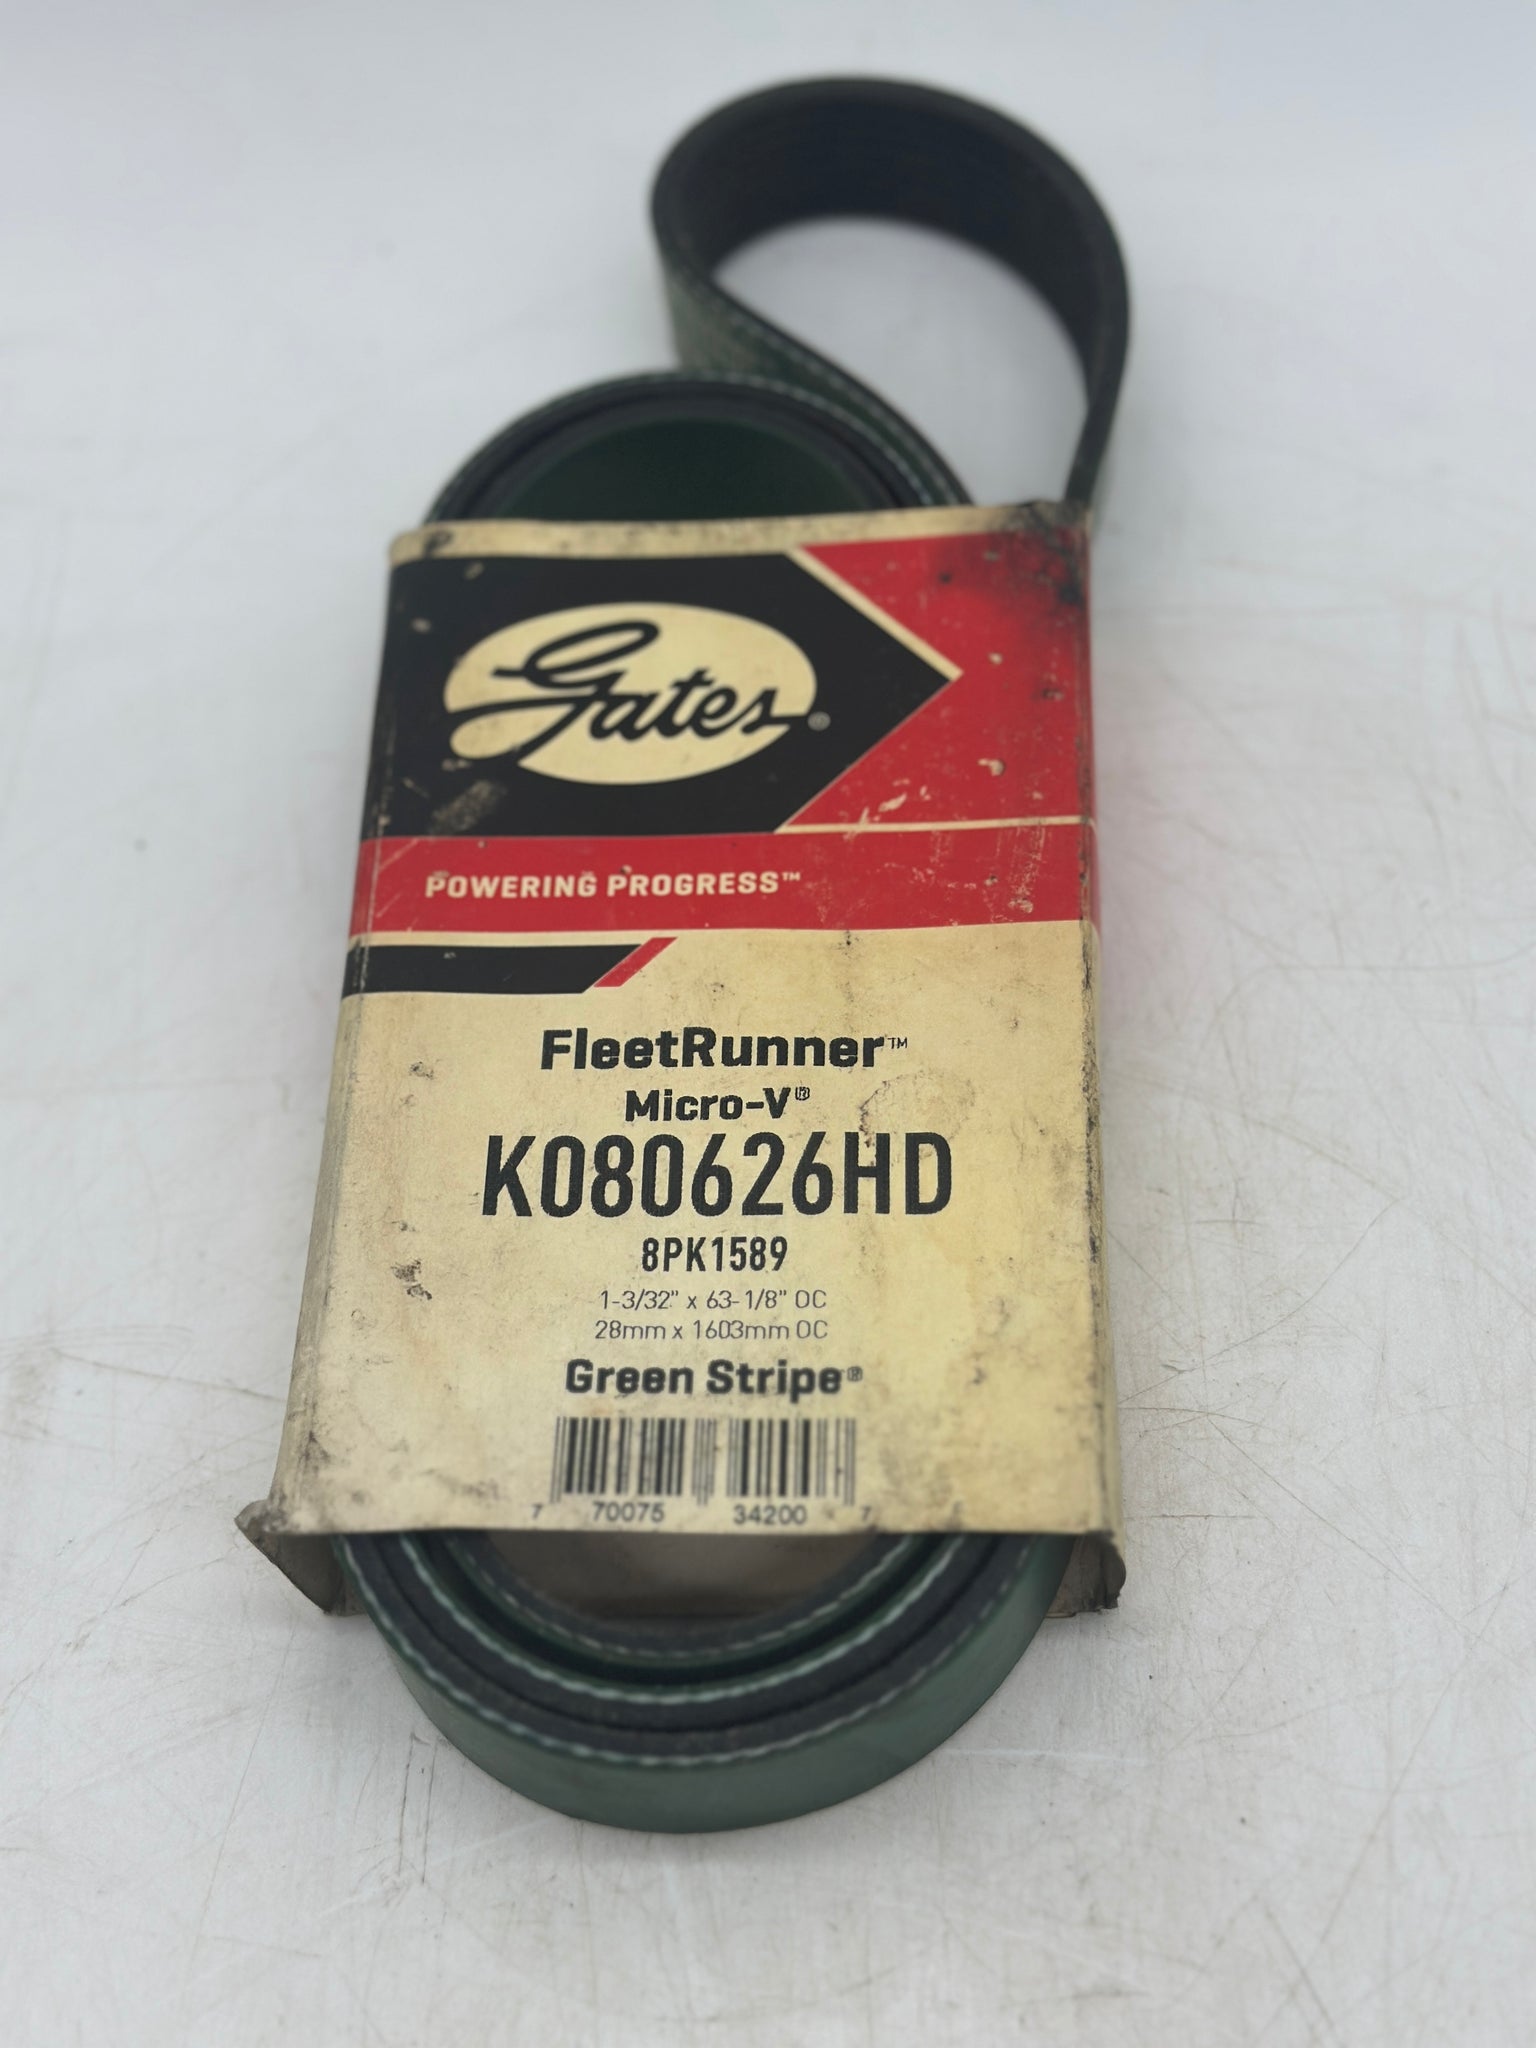 Gates®
POWERING PROGRESS™
FleetRunner™
Micro-V®
K080626HD
8PK1589
1-3/32" x 63-1/8" OC
28mm x 1603mm OC
Green Stripe®
7 70075 34200 7